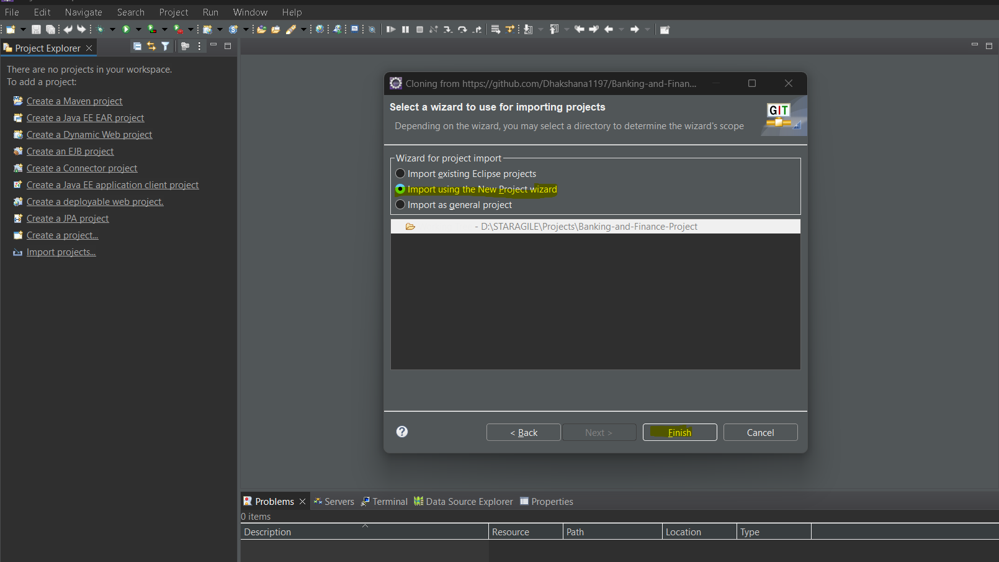 File Edit Navigate Search Project Run Window Help
Project Explorer
There are no projects in your workspace.
To add a project:
Create a Maven project
Create a Java EE EAR project
Create a Dynamic Web project
Create an EJB project
Create a Connector project
Create a Java EE application client project
Create a deployable web project.
Create a JPA project
Create a project...
Import projects...
Cloning from https://github.com/Dhakshana1197/Banking-and-Finan...
Select a wizard to use for importing projects
Depending on the wizard, you may select a directory to determine the wizard's scope
GIT
Wizard for project import
Import existing Eclipse projects
Import using the New Project wizard
Import as general project
- D:\STARAGILE\Projects\Banking-and-Finance-Project
< Back Next > Finish Cancel
Problems Servers Terminal Data Source Explorer Properties
0 items
Description Resource Path Location Type